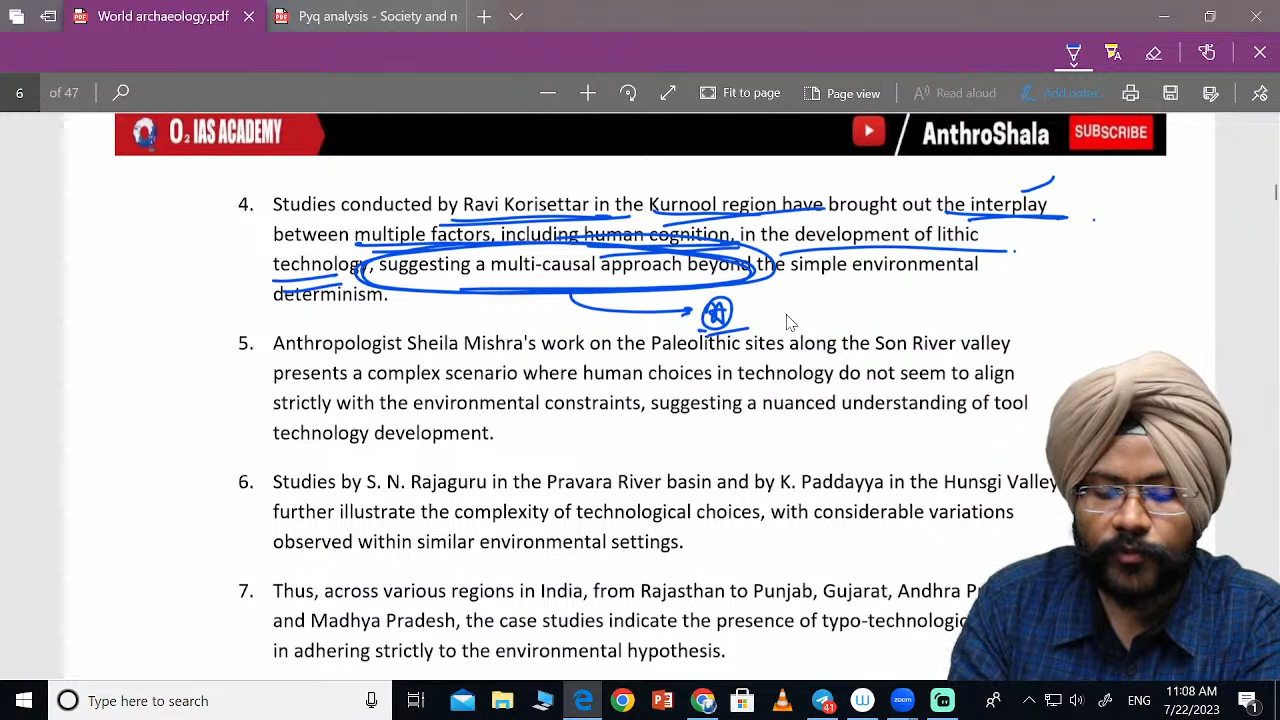 World archaeology.pdf
Pyq analysis - Society and n
6
of 47
Fit to page
Page view
Read aloud
Add notes
O2 IAS ACADEMY
AnthroShala
SUBSCRIBE
4. Studies conducted by Ravi Korisettar in the Kurnool region have brought out the interplay
between multiple factors, including human cognition, in the development of lithic
technology, suggesting a multi-causal approach beyond the simple environmental
determinism.
5. Anthropologist Sheila Mishra's work on the Paleolithic sites along the Son River valley
presents a complex scenario where human choices in technology do not seem to align
strictly with the environmental constraints, suggesting a nuanced understanding of tool
technology development.
6. Studies by S. N. Rajaguru in the Pravara River basin and by K. Paddayya in the Hunsgi Valley
further illustrate the complexity of technological choices, with considerable variations
observed within similar environmental settings.
7. Thus, across various regions in India, from Rajasthan to Punjab, Gujarat, Andhra
and Madhya Pradesh, the case studies indicate the presence of
in adhering strictly to the environmental hypothesis.
Type here to search
41
ENG
11:08 AM
7/22/2023
1